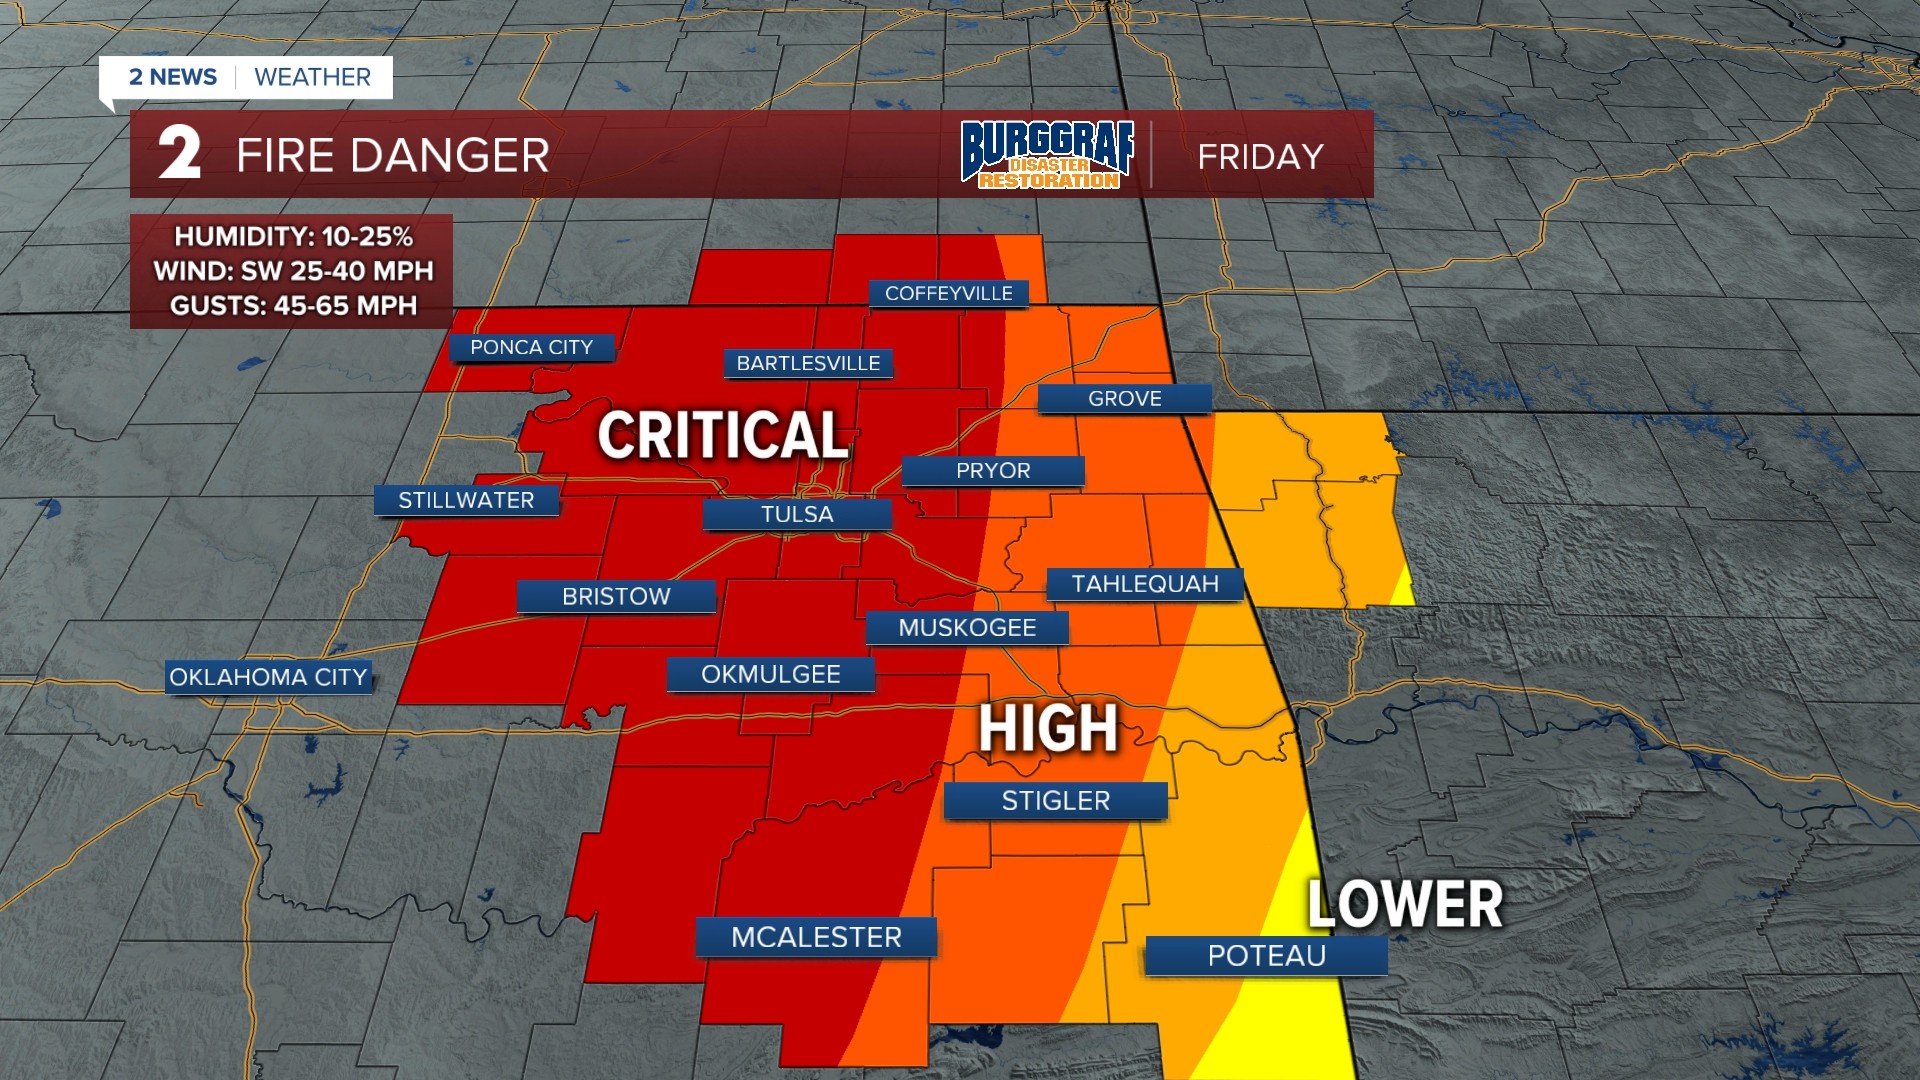 2 NEWS WEATHER
2 FIRE DANGER
BURGGRAF
DISASTER
RESTORATION
FRIDAY
HUMIDITY: 10-25%
WIND: SW 25-40 MPH
GUSTS: 45-65 MPH
COFFEYVILLE
PONCA CITY
BARTLESVILLE
GROVE
CRITICAL
PRYOR
STILLWATER
TULSA
TAHLEQUAH
BRISTOW
MUSKOGEE
OKMULGEE
OKLAHOMA CITY
HIGH
STIGLER
LOWER
MCALESTER
POTEAU